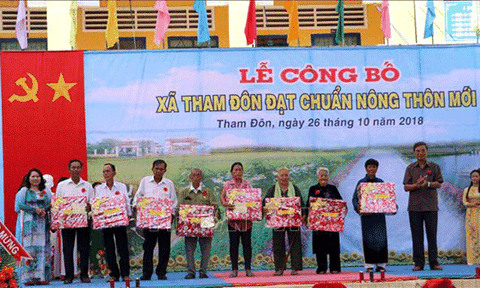 LỄ CÔNG BỐ
XÃ THAM ĐÔN ĐẠT CHUẨN NÔNG THÔN MỚI
Tham Đôn, ngày 26 tháng 10 năm 2018
MỪNG